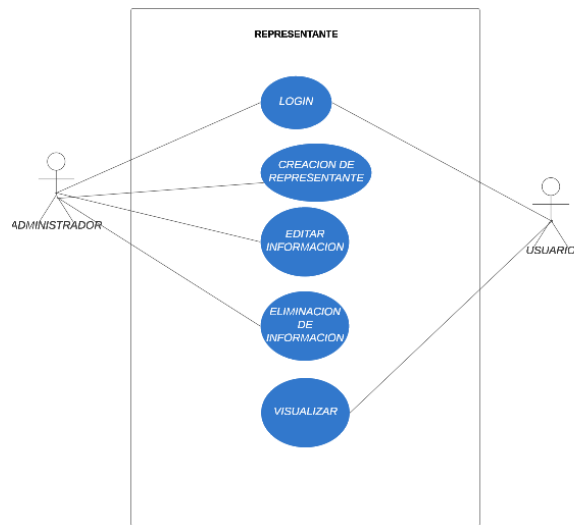 REPRESENTANTE
LOGIN
CREACION DE
REPRESENTANTE
ADMINISTRADOR
EDITAR
INFORMACION
USUARIO
ELIMINACION
DE
INFORMACION
VISUALIZAR